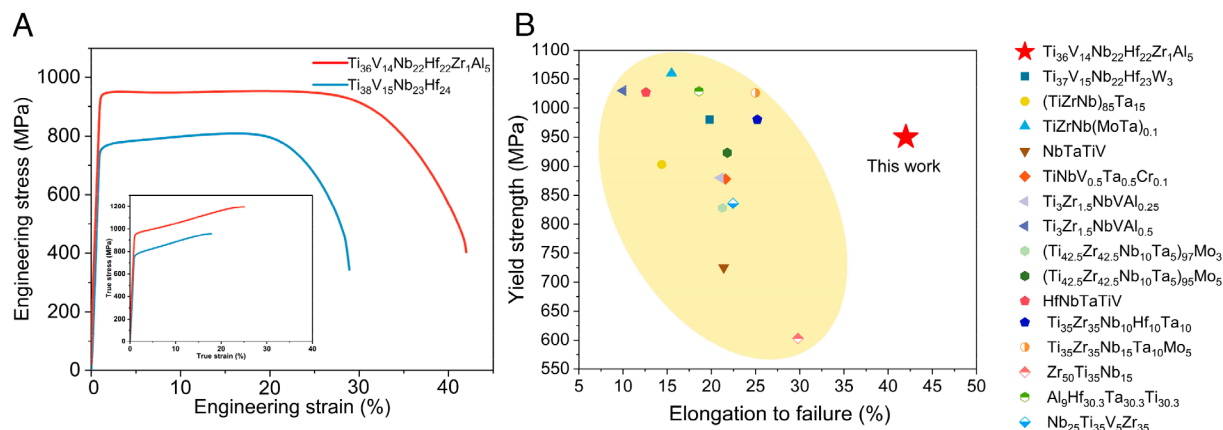 A
Engineering stress (MPa)
1000
800
600
400
200
0
0
10
20
30
40
Engineering strain (%)
Ti₃₆V₁₄Nb₂₂Hf₂₂Zr₁Al₅
Ti₃₈V₁₅Nb₂₃Hf₂₄
True stress (MPa)
1200
1000
800
600
400
200
0
0
10
20
30
40
True strain (%)
B
Yield strength (MPa)
1100
1050
1000
950
900
850
800
750
700
650
600
550
5
10
15
20
25
30
35
40
45
50
Elongation to failure (%)
This work
Ti₃₆V₁₄Nb₂₂Hf₂₂Zr₁Al₅
Ti₃₇V₁₅Nb₂₂Hf₂₃W₃
(TiZrNb)₈₅Ta₁₅
TiZrNb(MoTa)₀.₁
NbTaTiV
TiNbV₀.₅Ta₀.₅Cr₀.₁
Ti₃Zr₁.₅NbVAl₀.₂₅
Ti₃Zr₁.₅NbVAl₀.₅
(Ti₄₂.₅Zr₄₂.₅Nb₁₀Ta₅)₉₇Mo₃
(Ti₄₂.₅Zr₄₂.₅Nb₁₀Ta₅)₉₅Mo₅
HfNbTaTiV
Ti₃₅Zr₃₅Nb₁₀Hf₁₀Ta₁₀
Ti₃₅Zr₃₅Nb₁₅Ta₁₀Mo₅
Zr₅₀Ti₃₅Nb₁₅
Al₉Hf₃₀.₃Ta₃₀.₃Ti₃₀.₃
Nb₂₅Ti₃₅V₅Zr₃₅